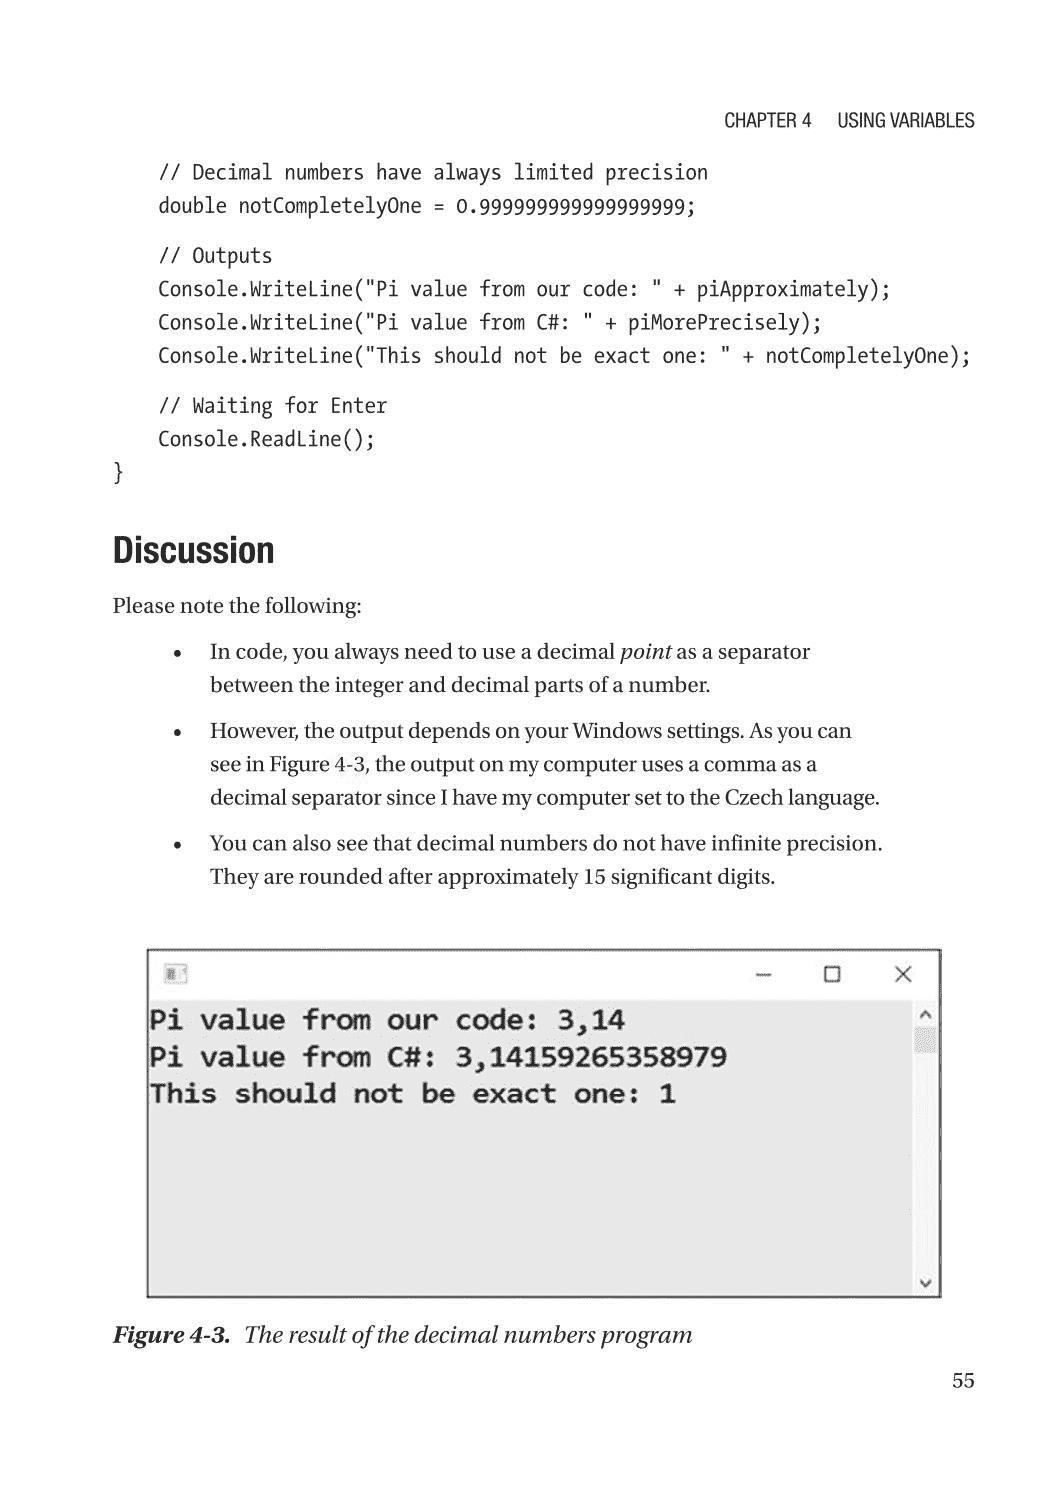 CHAPTER 4 USING VARIABLES
// Decimal numbers have always limited precision
double notCompletelyOne = 0.999999999999999999;
// Outputs
Console.WriteLine("Pi value from our code: " + piApproximately);
Console.WriteLine("Pi value from C#: " + piMorePrecisely);
Console.WriteLine("This should not be exact one: " + notCompletelyOne);
// Waiting for Enter
Console.ReadLine();
}
Discussion
Please note the following:
• In code, you always need to use a decimal point as a separator
between the integer and decimal parts of a number.
• However, the output depends on your Windows settings. As you can
see in Figure 4-3, the output on my computer uses a comma as a
decimal separator since I have my computer set to the Czech language.
• You can also see that decimal numbers do not have infinite precision.
They are rounded after approximately 15 significant digits.
Pi value from our code: 3,14
Pi value from C#: 3,14159265358979
This should not be exact one: 1
Figure 4-3. The result of the decimal numbers program
55